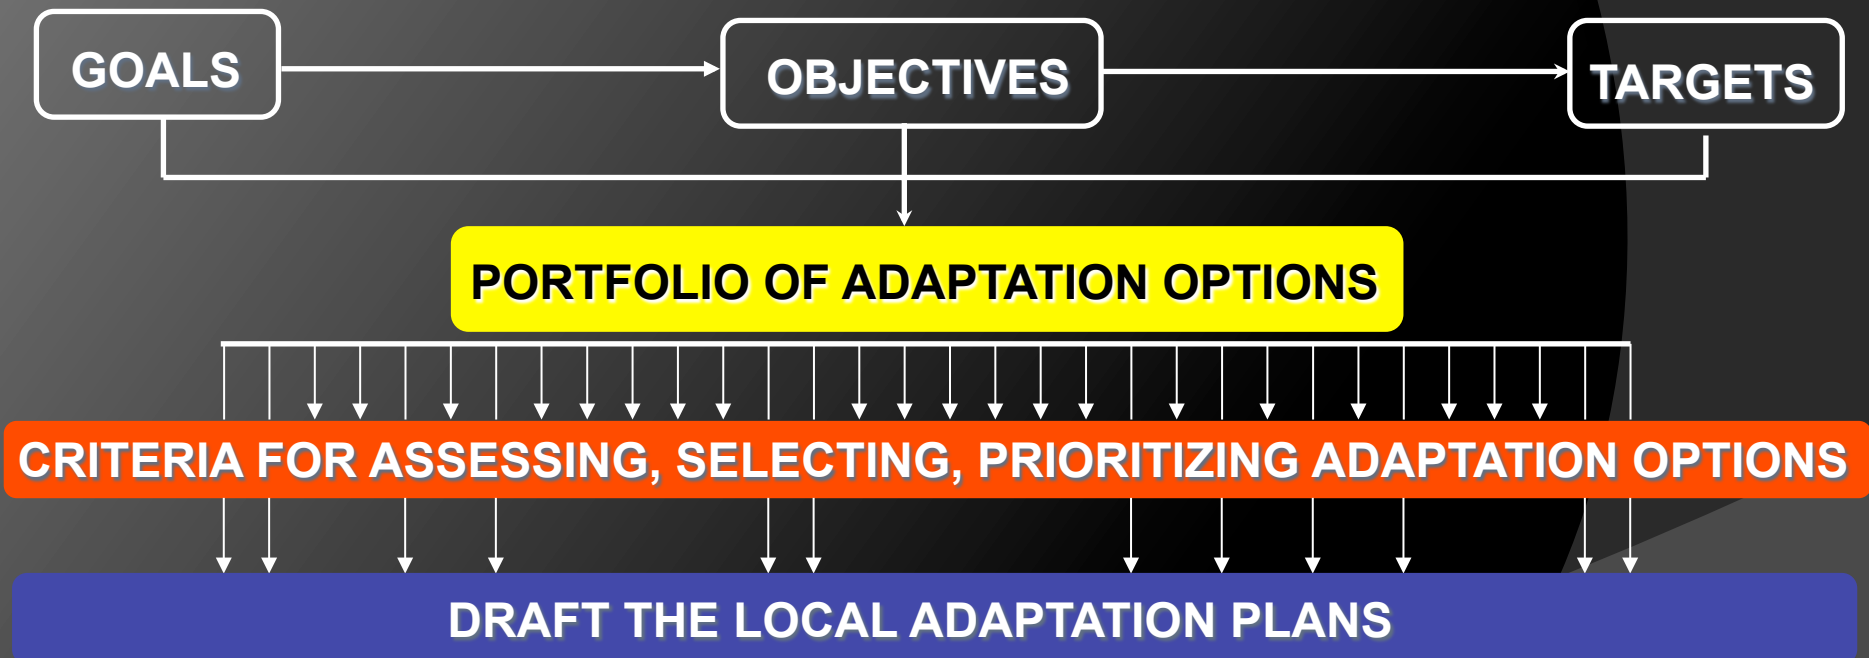 GOALS
OBJECTIVES
TARGETS
PORTFOLIO OF ADAPTATION OPTIONS
CRITERIA FOR ASSESSING, SELECTING, PRIORITIZING ADAPTATION OPTIONS
DRAFT THE LOCAL ADAPTATION PLANS